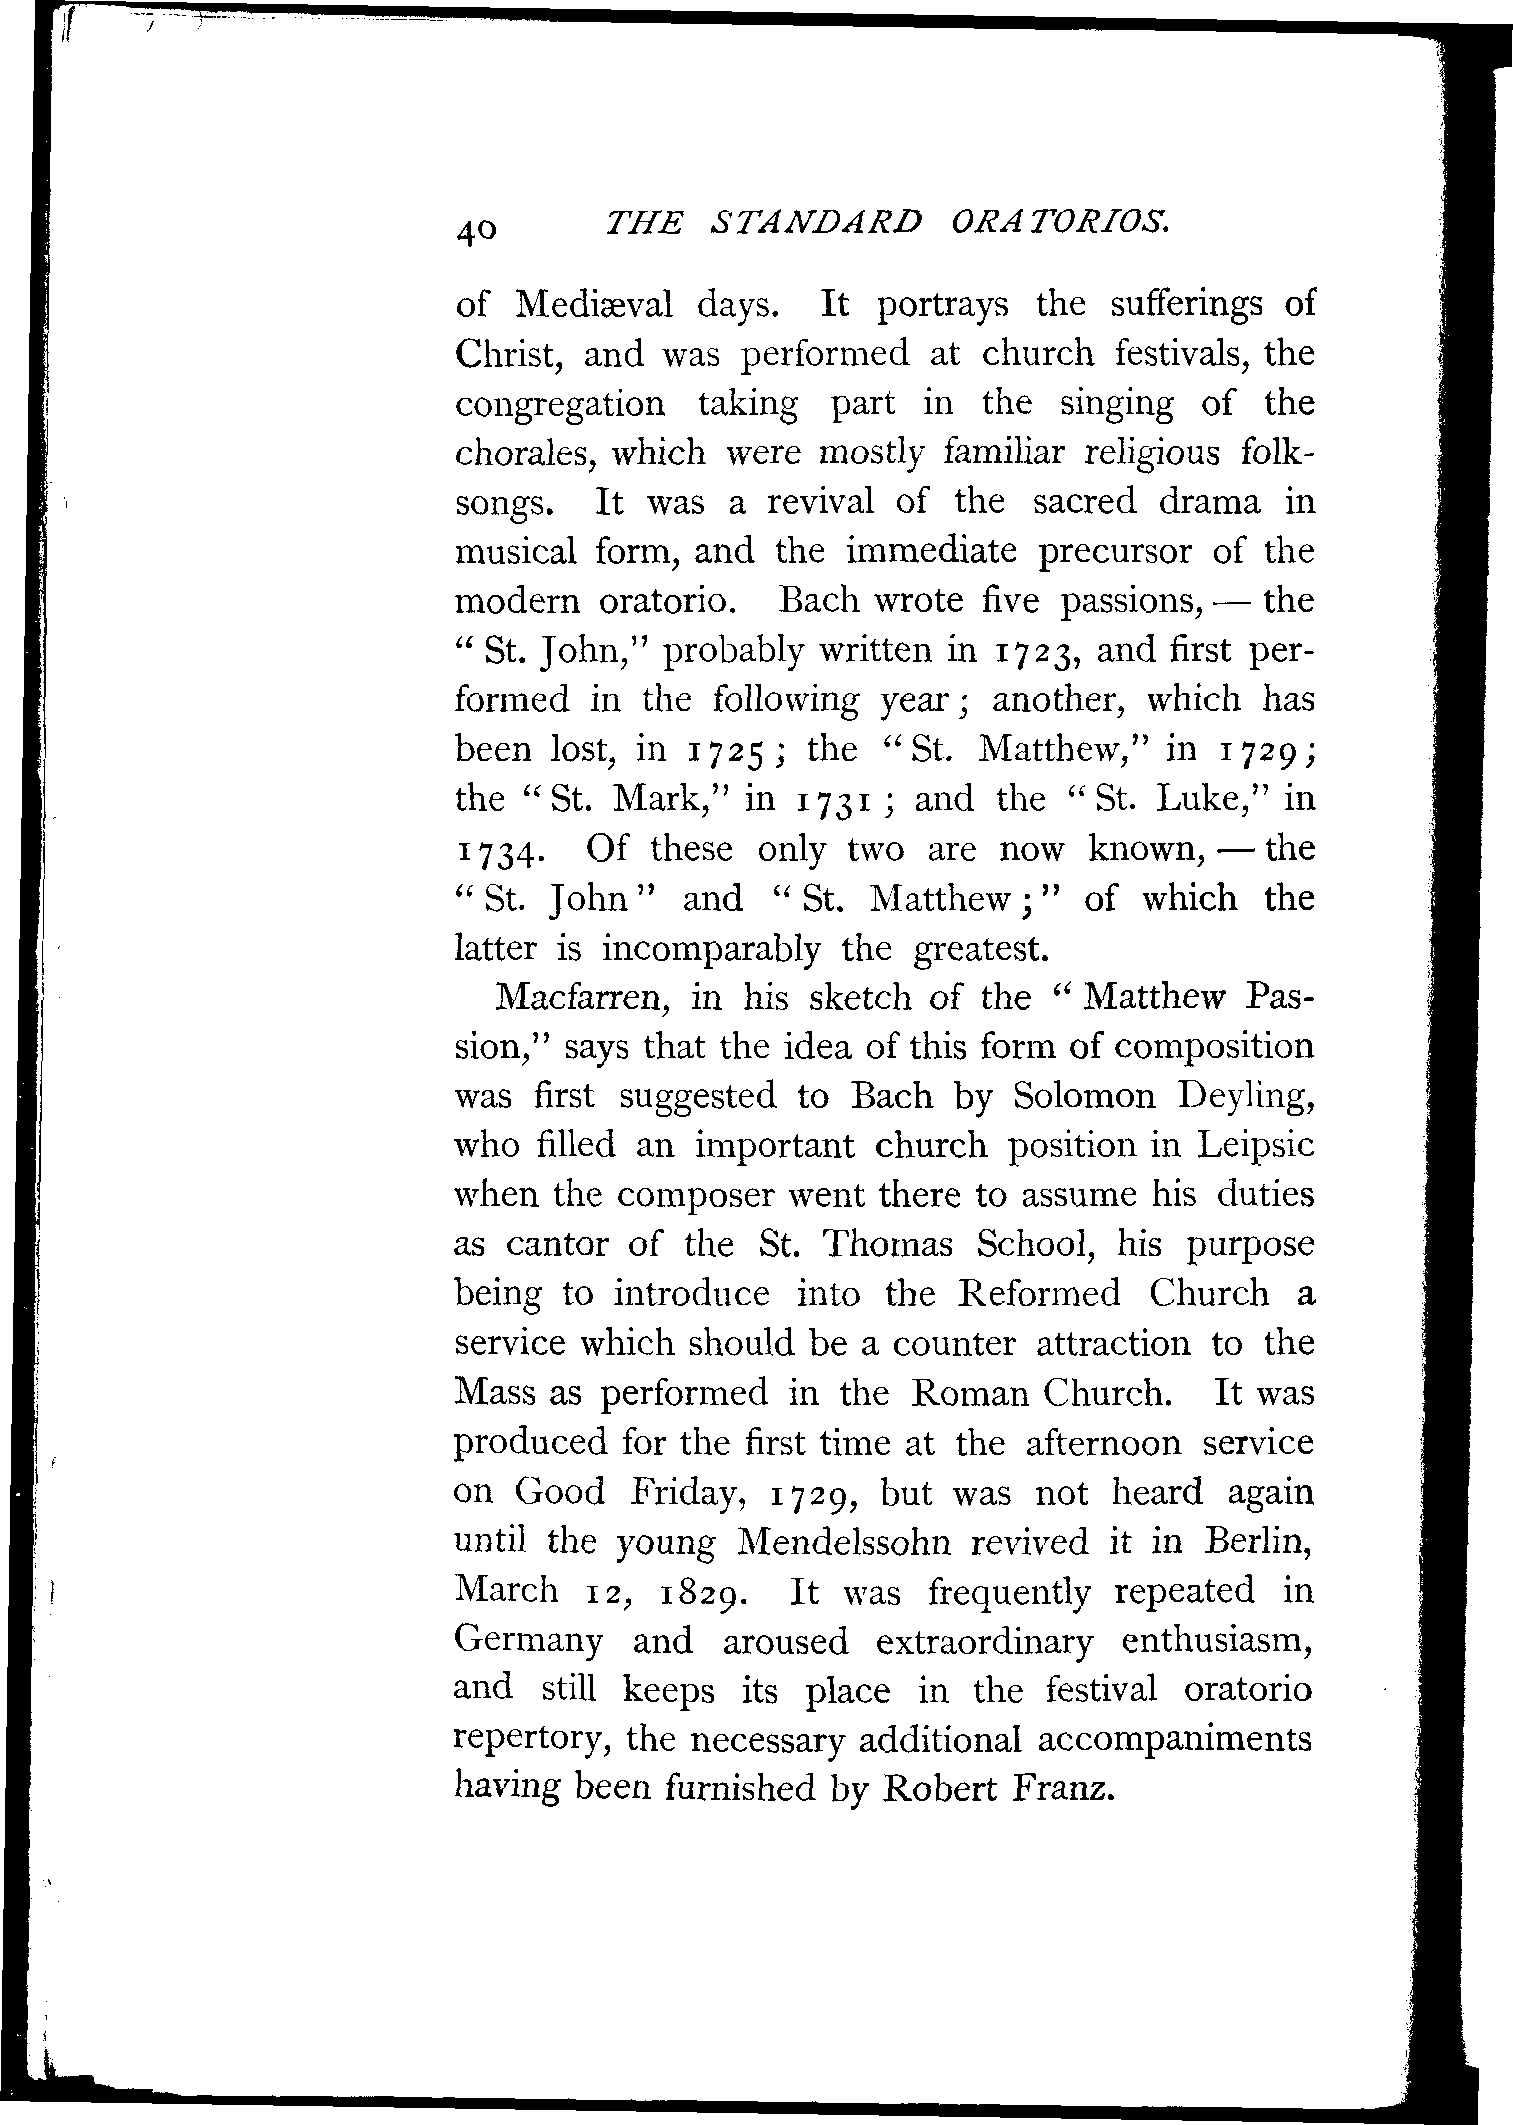 40 THE STANDARD ORATORIOS.
of Mediæval days. It portrays the sufferings of
Christ, and was performed at church festivals, the
congregation taking part in the singing of the
chorales, which were mostly familiar religious folk-
songs. It was a revival of the sacred drama in
musical form, and the immediate precursor of the
modern oratorio. Bach wrote five passions, — the
“ St. John,” probably written in 1723, and first per-
formed in the following year ; another, which has
been lost, in 1725 ; the “ St. Matthew,” in 1729 ;
the “ St. Mark,” in 1731 ; and the “ St. Luke,” in
1734. Of these only two are now known, — the
“ St. John ” and “ St. Matthew ; ” of which the
latter is incomparably the greatest.
Macfarren, in his sketch of the “ Matthew Pas-
sion,” says that the idea of this form of composition
was first suggested to Bach by Solomon Deyling,
who filled an important church position in Leipsic
when the composer went there to assume his duties
as cantor of the St. Thomas School, his purpose
being to introduce into the Reformed Church a
service which should be a counter attraction to the
Mass as performed in the Roman Church. It was
produced for the first time at the afternoon service
on Good Friday, 1729, but was not heard again
until the young Mendelssohn revived it in Berlin,
March 12, 1829. It was frequently repeated in
Germany and aroused extraordinary enthusiasm,
and still keeps its place in the festival oratorio
repertory, the necessary additional accompaniments
having been furnished by Robert Franz.